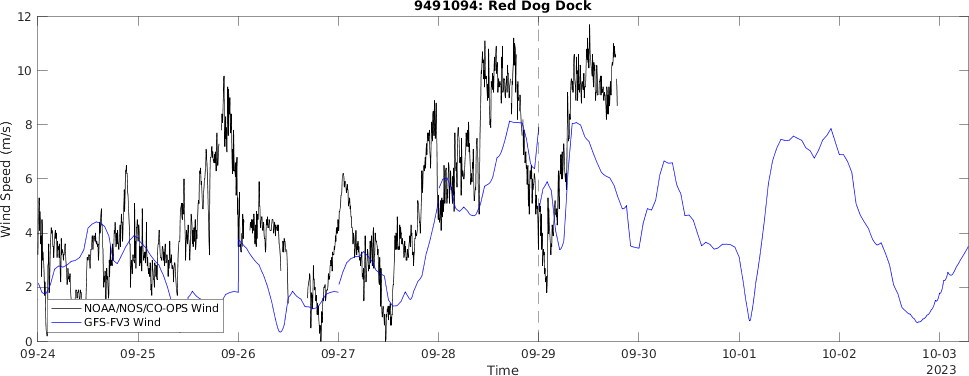 9491094: Red Dog Dock
12
10
8
6
4
2
0
Wind Speed (m/s)
NOAA/NOS/CO-OPS Wind
GFS-FV3 Wind
09-24 09-25 09-26 09-27 09-28 09-29 09-30 10-01 10-02 10-03
Time
2023